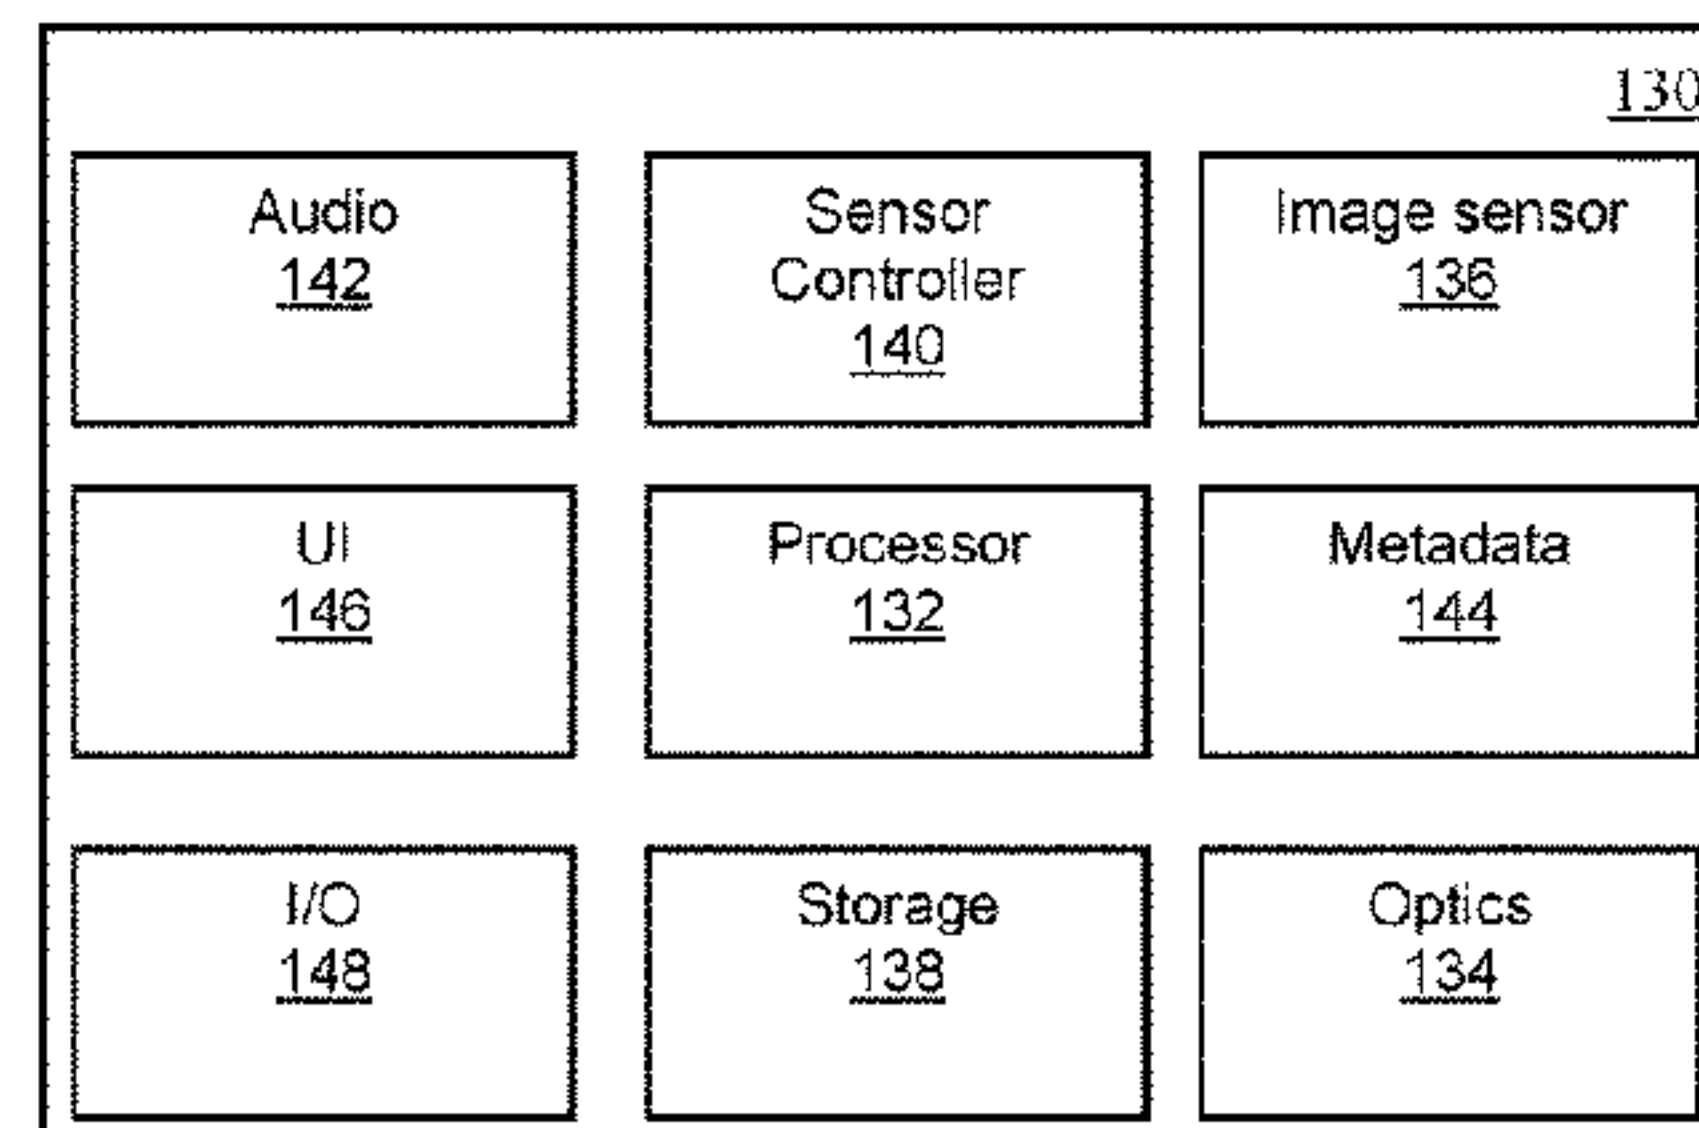 130
Audio
142
Sensor
Controller
140
Image sensor
136
UI
146
Processor
132
Metadata
144
I/O
148
Storage
138
Optics
134